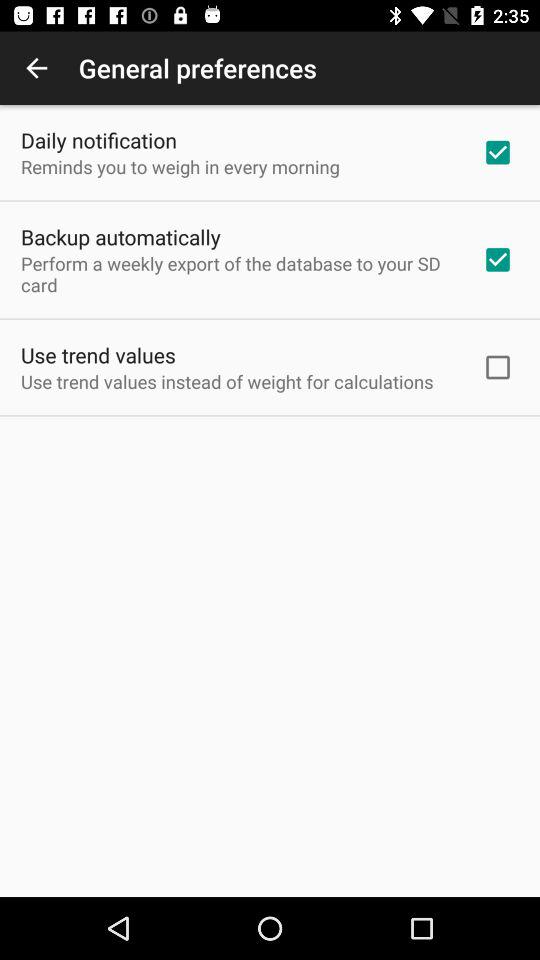 2:35
General preferences
Daily notification
Reminds you to weigh in every morning
Backup automatically
Perform a weekly export of the database to your SD
card
Use trend values
Use trend values instead of weight for calculations